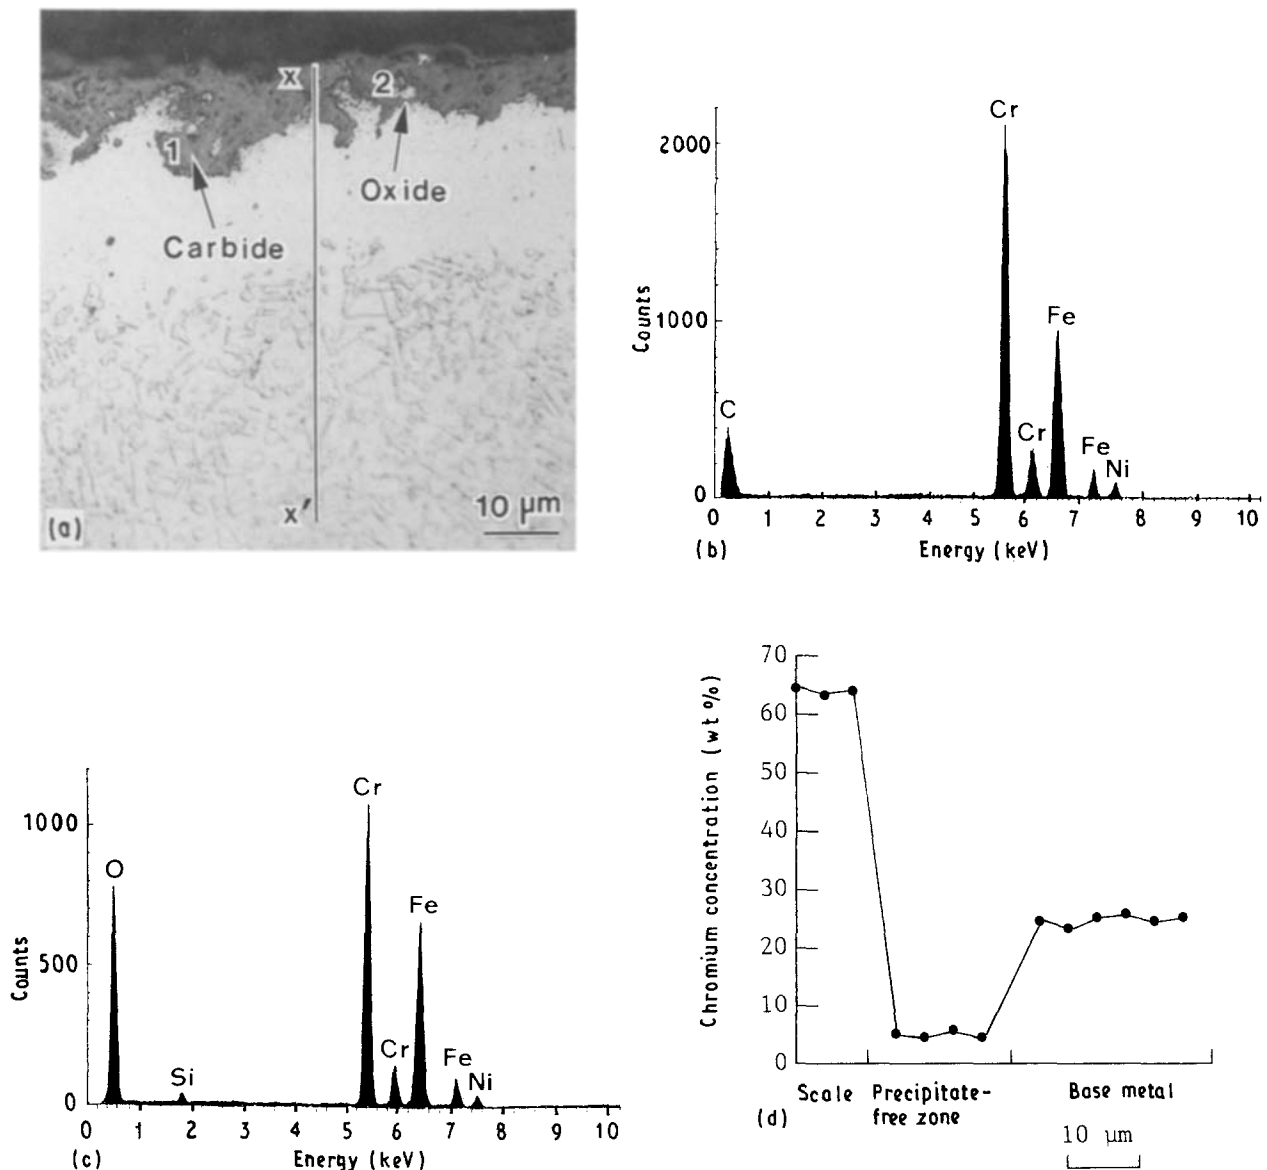 x
2
1
Oxide
Carbide
x'
10 μm
(a)
Cr
2000
Counts
1000
Fe
C
Cr
Fe
Ni
0
0 1 2 3 4 5 6 7 8 9 10
(b)
Energy (keV)
Cr
1000
O
Fe
Counts
500
Cr
Fe
Si
Ni
0
0 1 2 3 4 5 6 7 8 9 10
(c)
Energy (keV)
70
60
50
40
30
20
10
0
Chromium concentration (wt %)
Scale
Precipitate-
free zone
Base metal
(d)
10 μm